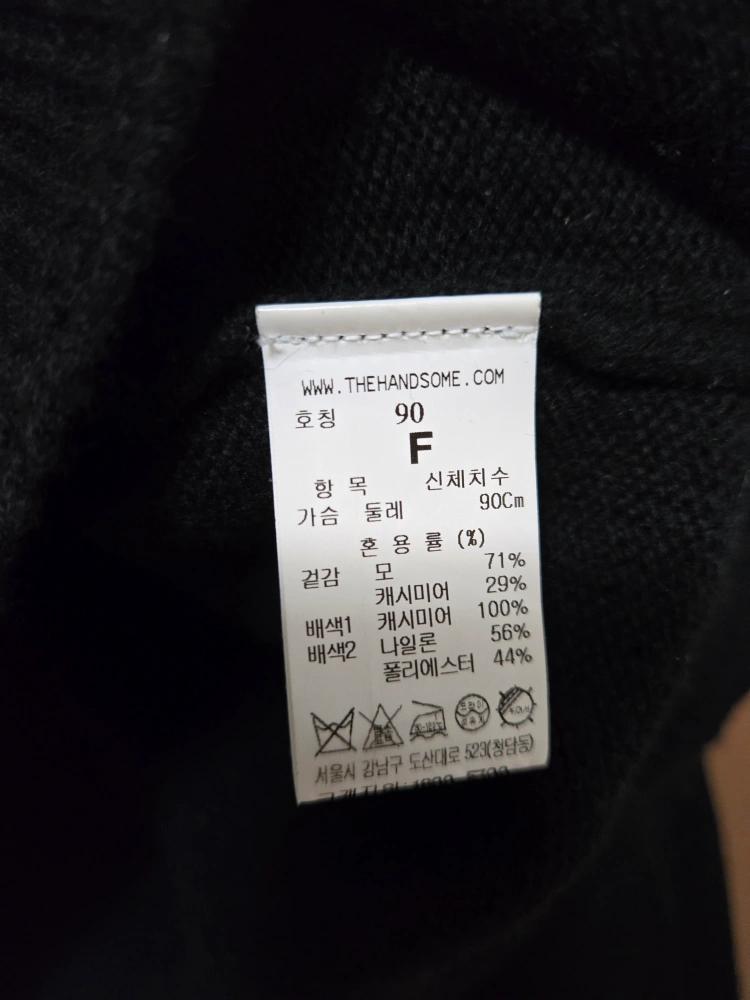 WWW.THEHANDSOME.COM
호칭 90
F
항 목 신체치수
가슴 둘레 90Cm
혼 용 률 (%)
겉감 모 71%
캐시미어 29%
배색1 캐시미어 100%
배색2 나일론 56%
폴리에스터 44%
서울시 강남구 도산대로 523(청담동)